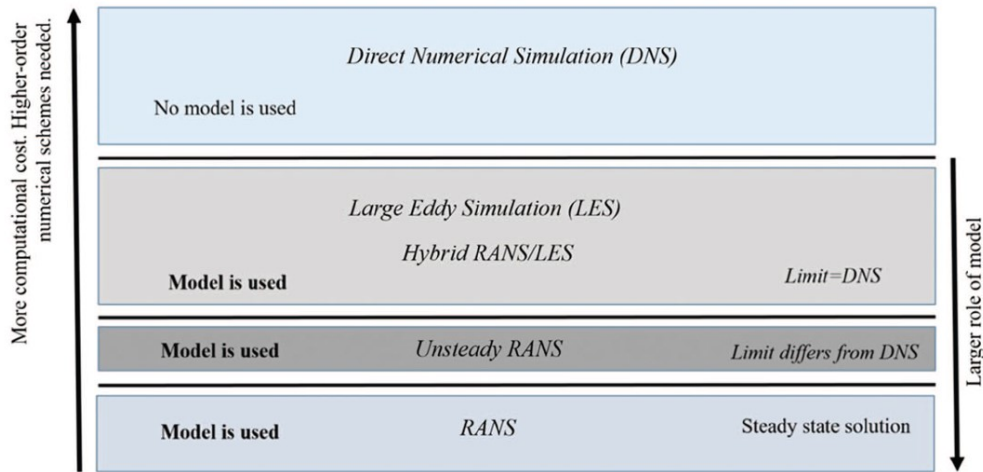 More computational cost. Higher-order
numerical schemes needed.
Direct Numerical Simulation (DNS)
No model is used
Large Eddy Simulation (LES)
Hybrid RANS/LES
Model is used
Limit=DNS
Model is used
Unsteady RANS
Limit differs from DNS
Model is used
RANS
Steady state solution
Larger role of model